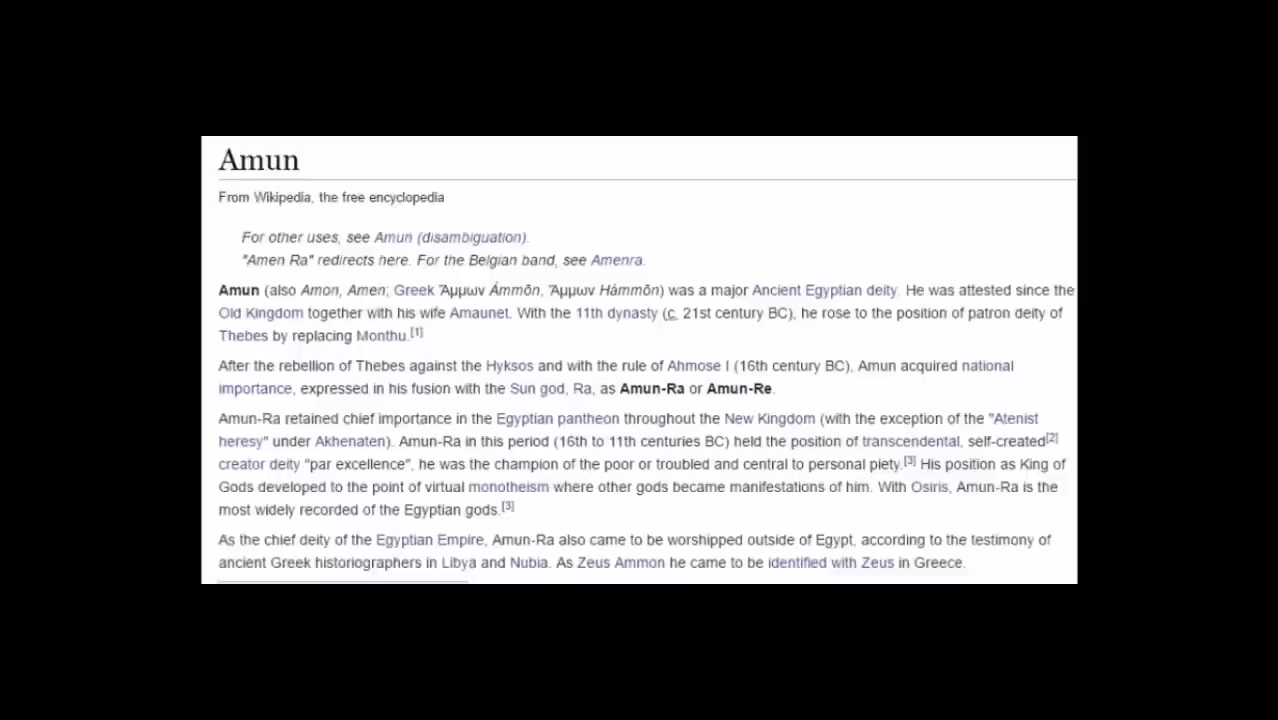 Amun
From Wikipedia, the free encyclopedia
For other uses, see Amun (disambiguation).
"Amen Ra" redirects here. For the Belgian band, see Amenra.
Amun (also Amon, Amen; Greek Ἄμμων Ámmōn, Ἅμμων Hámmōn) was a major Ancient Egyptian deity. He was attested since the
Old Kingdom together with his wife Amaunet. With the 11th dynasty (c. 21st century BC), he rose to the position of patron deity of
Thebes by replacing Monthu.[1]
After the rebellion of Thebes against the Hyksos and with the rule of Ahmose I (16th century BC), Amun acquired national
importance, expressed in his fusion with the Sun god, Ra, as Amun-Ra or Amun-Re.
Amun-Ra retained chief importance in the Egyptian pantheon throughout the New Kingdom (with the exception of the "Atenist
heresy" under Akhenaten). Amun-Ra in this period (16th to 11th centuries BC) held the position of transcendental, self-created[2]
creator deity "par excellence", he was the champion of the poor or troubled and central to personal piety.[3] His position as King of
Gods developed to the point of virtual monotheism where other gods became manifestations of him. With Osiris, Amun-Ra is the
most widely recorded of the Egyptian gods.[3]
As the chief deity of the Egyptian Empire, Amun-Ra also came to be worshipped outside of Egypt, according to the testimony of
ancient Greek historiographers in Libya and Nubia. As Zeus Ammon he came to be identified with Zeus in Greece.